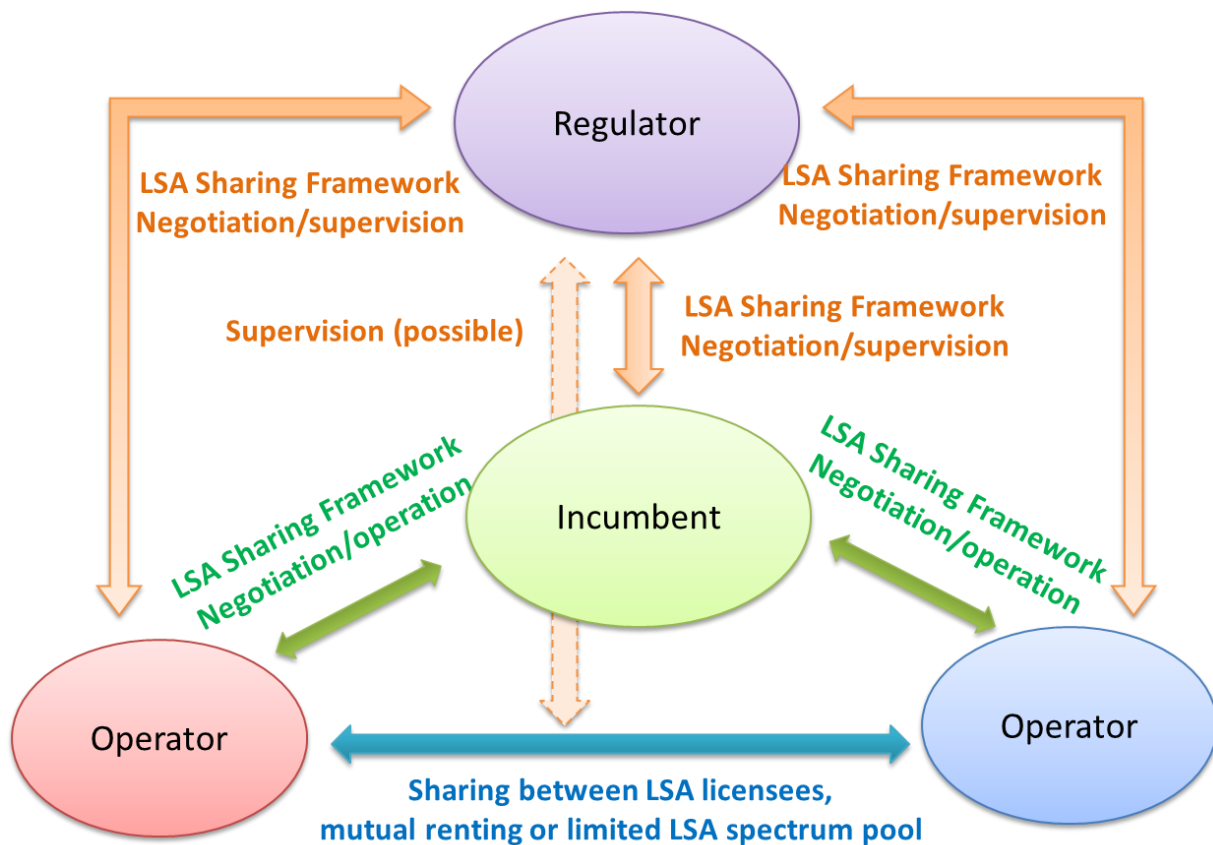 Regulator
LSA Sharing Framework
Negotiation/supervision
LSA Sharing Framework
Negotiation/supervision
Supervision (possible)
LSA Sharing Framework
Negotiation/supervision
LSA Sharing Framework
Negotiation/operation
Incumbent
LSA Sharing Framework
Negotiation/operation
Operator
Operator
Sharing between LSA licensees,
mutual renting or limited LSA spectrum pool